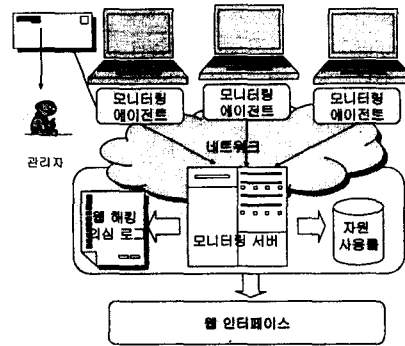 모니터링
에이전트
모니터링
에이전트
모니터링
에이전트
관리자
네트워크
웹 해킹
의심 로그
모니터링 서버
자원
사용률
웹 인터페이스